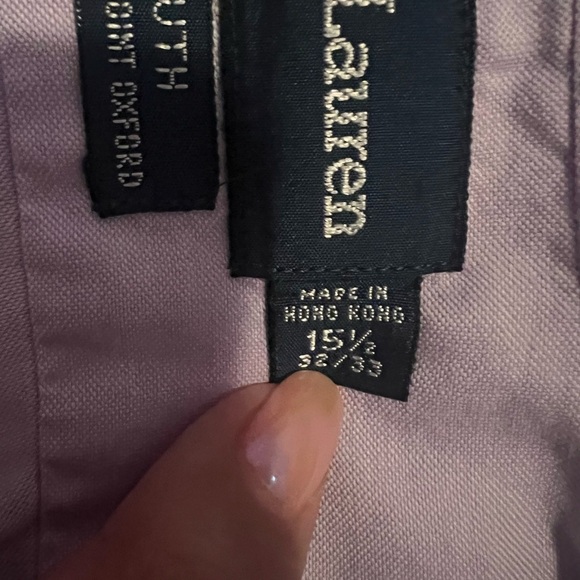 Lauren
UTH
OINT OXFORD
MADE IN
HONG KONG
15½
32/33